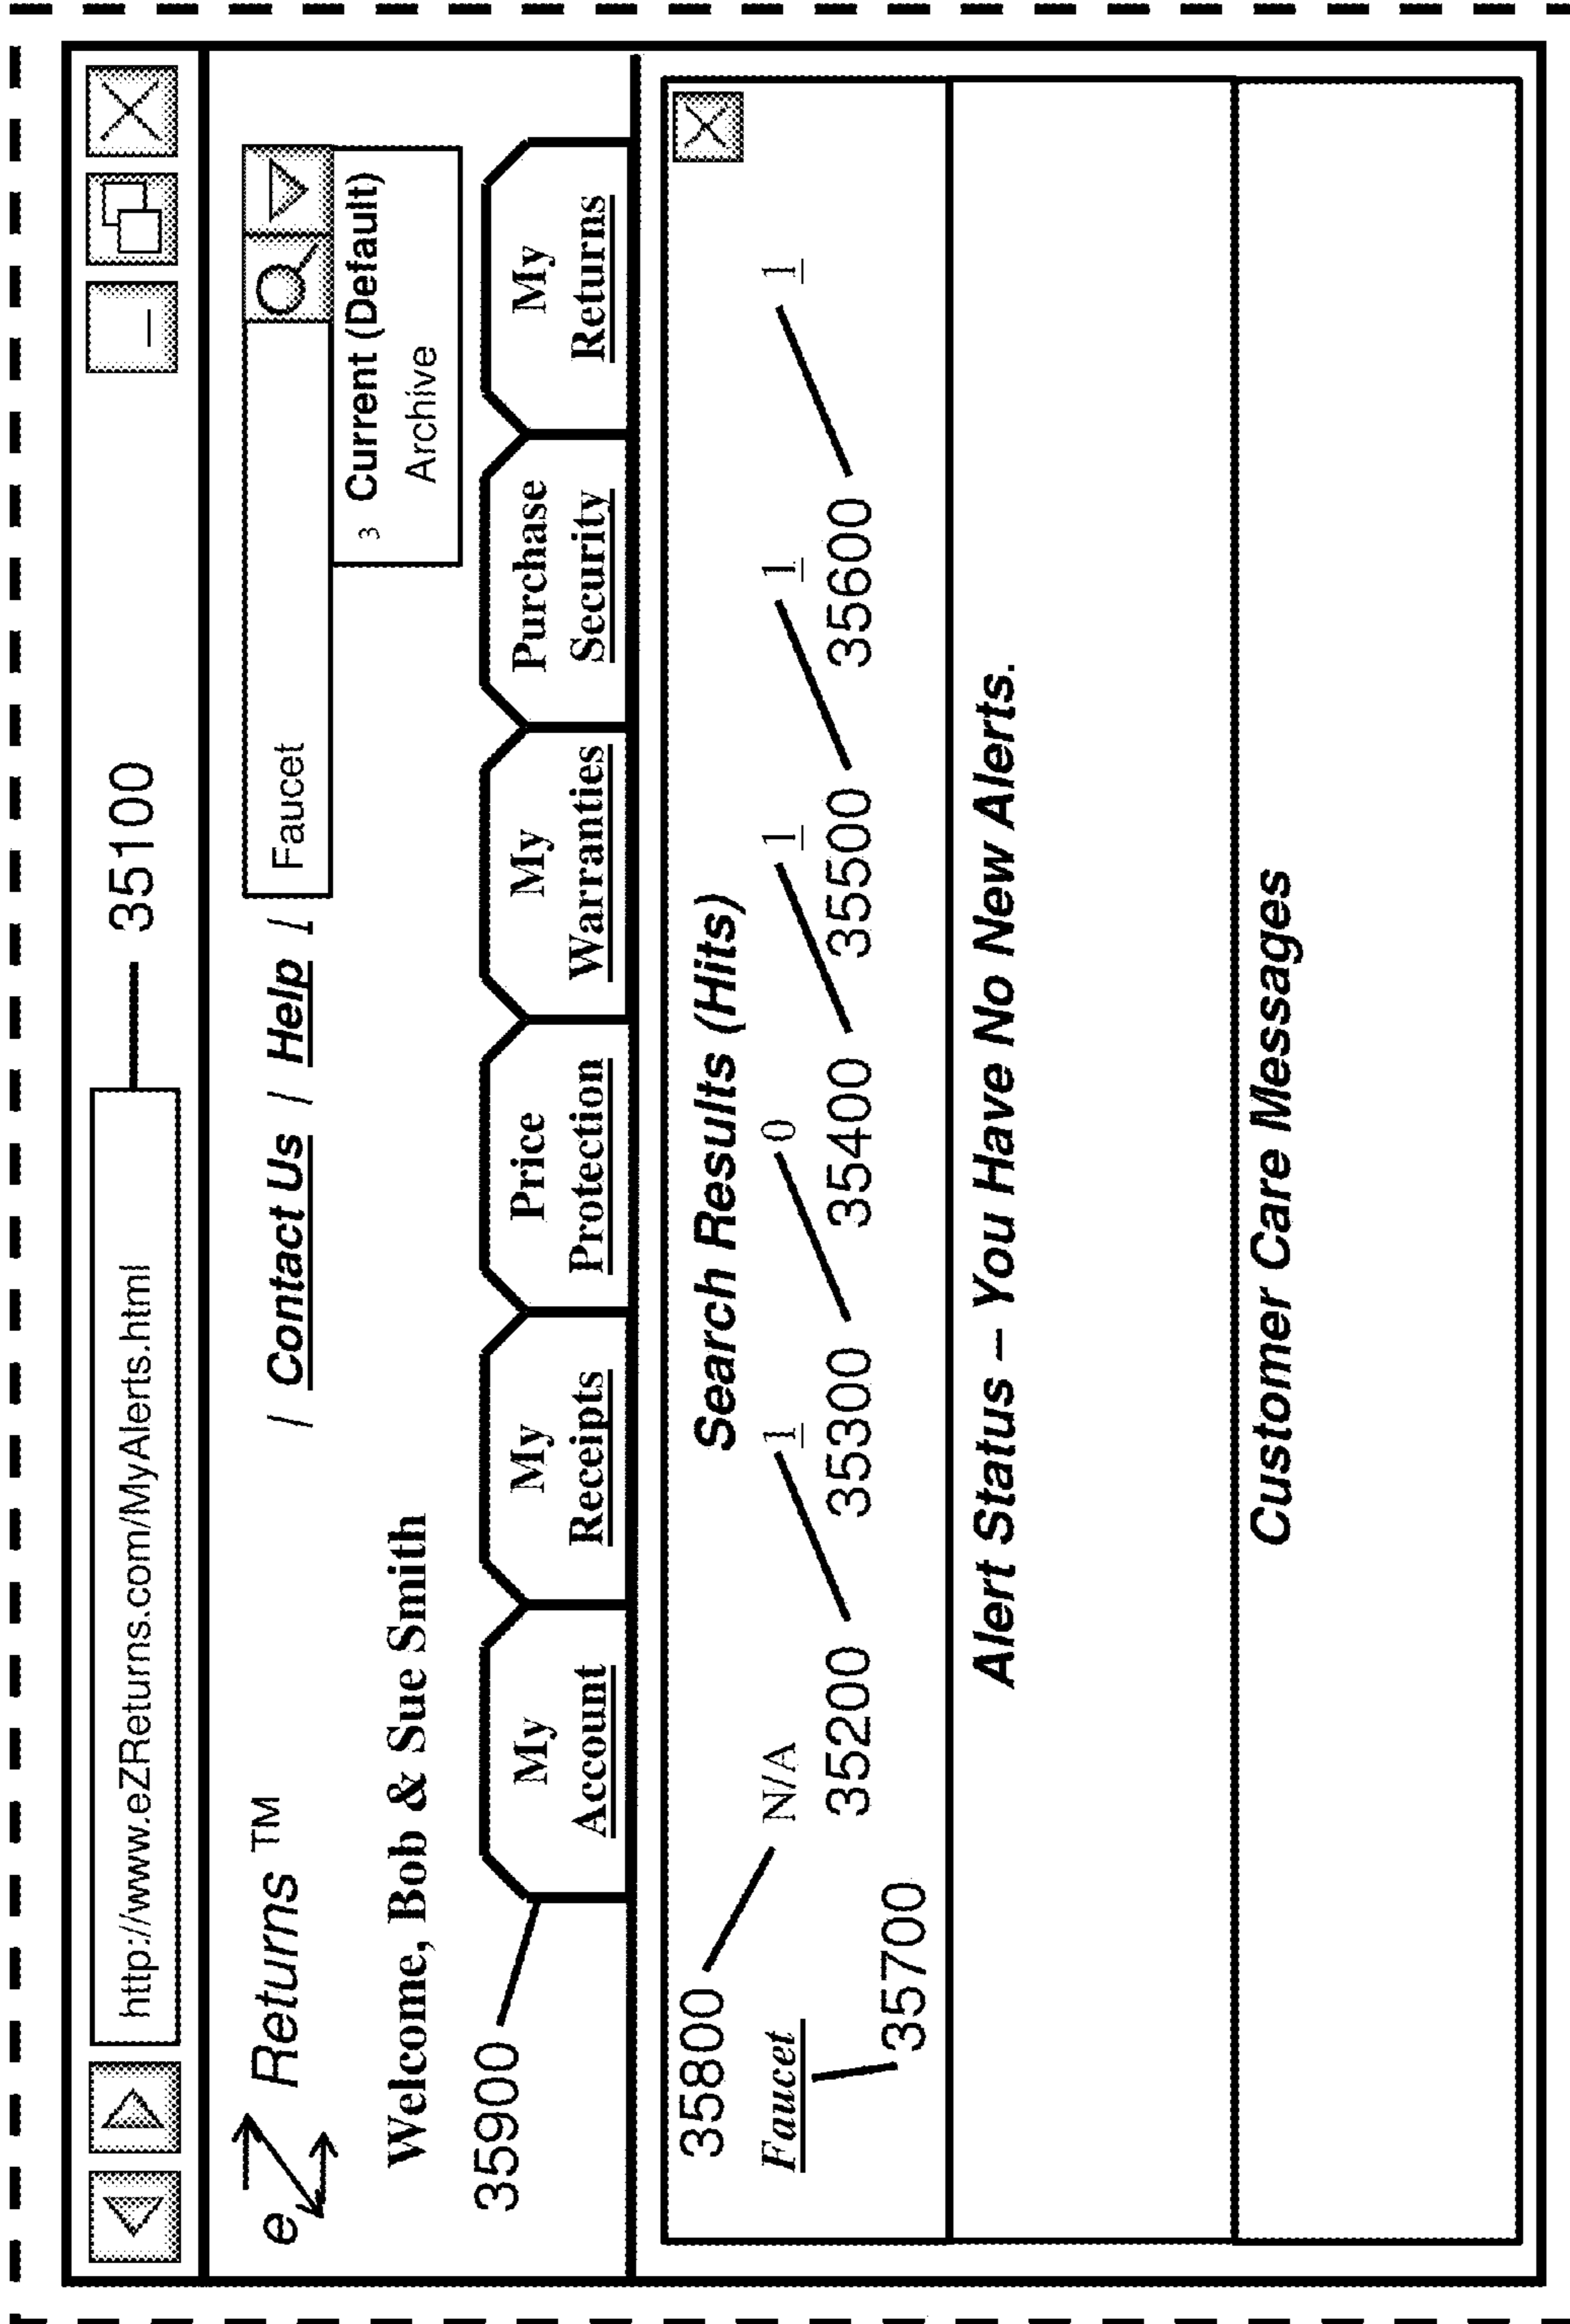 http://www.eZReturns.com/MyAlerts.html
35100
eZ Returns TM
/ Contact Us / Help /
Faucet
3 Current (Default)
Archive
Welcome, Bob & Sue Smith
35900
My Account
My Receipts
Price Protection
My Warranties
Purchase Security
My Returns
35800
Search Results (Hits)
Faucet
N/A
1
0
1
1
1
35700
35200
35300
35400
35500
35600
Alert Status – You Have No New Alerts.
Customer Care Messages